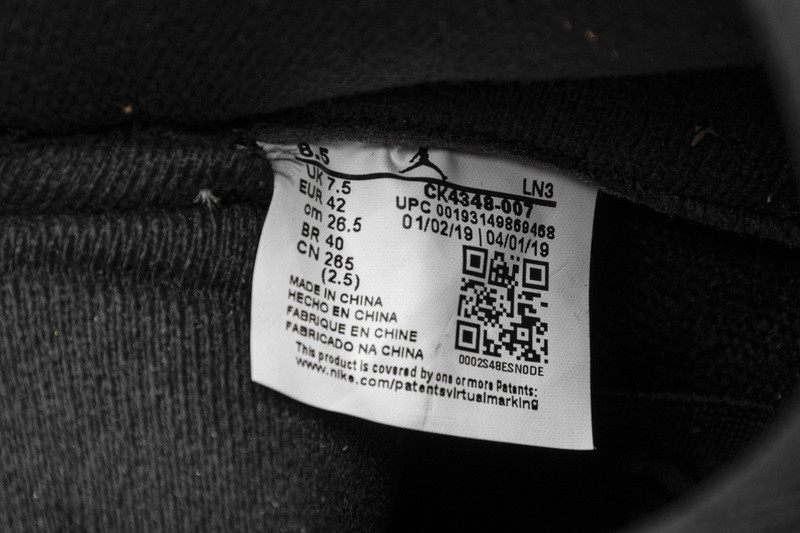 8.5
LN3
UK 7.5
EUR 42
cm 26.5
BR 40
CN 265
(2.5)
CK4348-007
UPC 00193149869468
01/02/19 | 04/01/19
0002S48ESN0DE
MADE IN CHINA
HECHO EN CHINA
FABRIQUE EN CHINE
FABRICADO NA CHINA
This product is covered by one or more Patents:
www.nike.com/patentsvirtualmarking